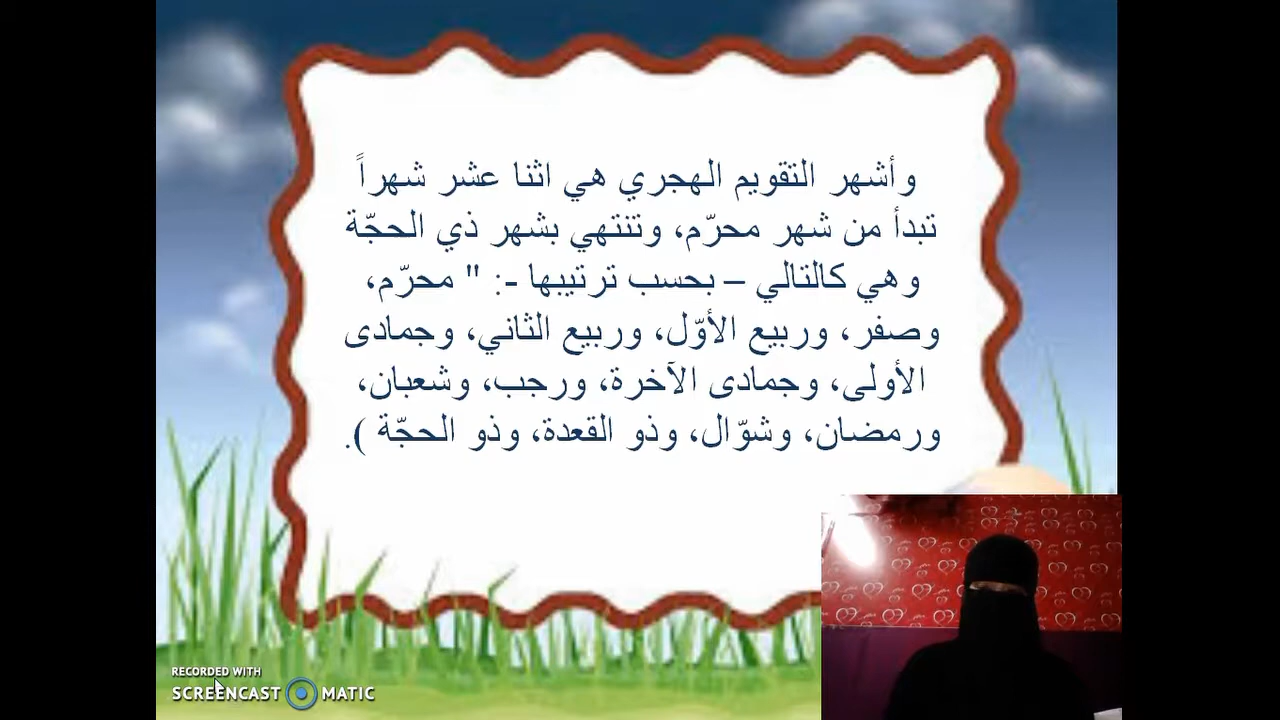 وأشهر التقويم الهجري هي اثنا عشر شهراً
تبدأ من شهر محرّم، وتنتهي بشهر ذي الحجّة
وهي كالتالي – بحسب ترتيبها -: " محرّم،
وصفر، وربيع الأوّل، وربيع الثاني، وجمادى
الأولى، وجمادى الآخرة، ورجب، وشعبان،
ورمضان، وشوّال، وذو القعدة، وذو الحجّة ).
RECORDED WITH
SCREENCAST MATIC